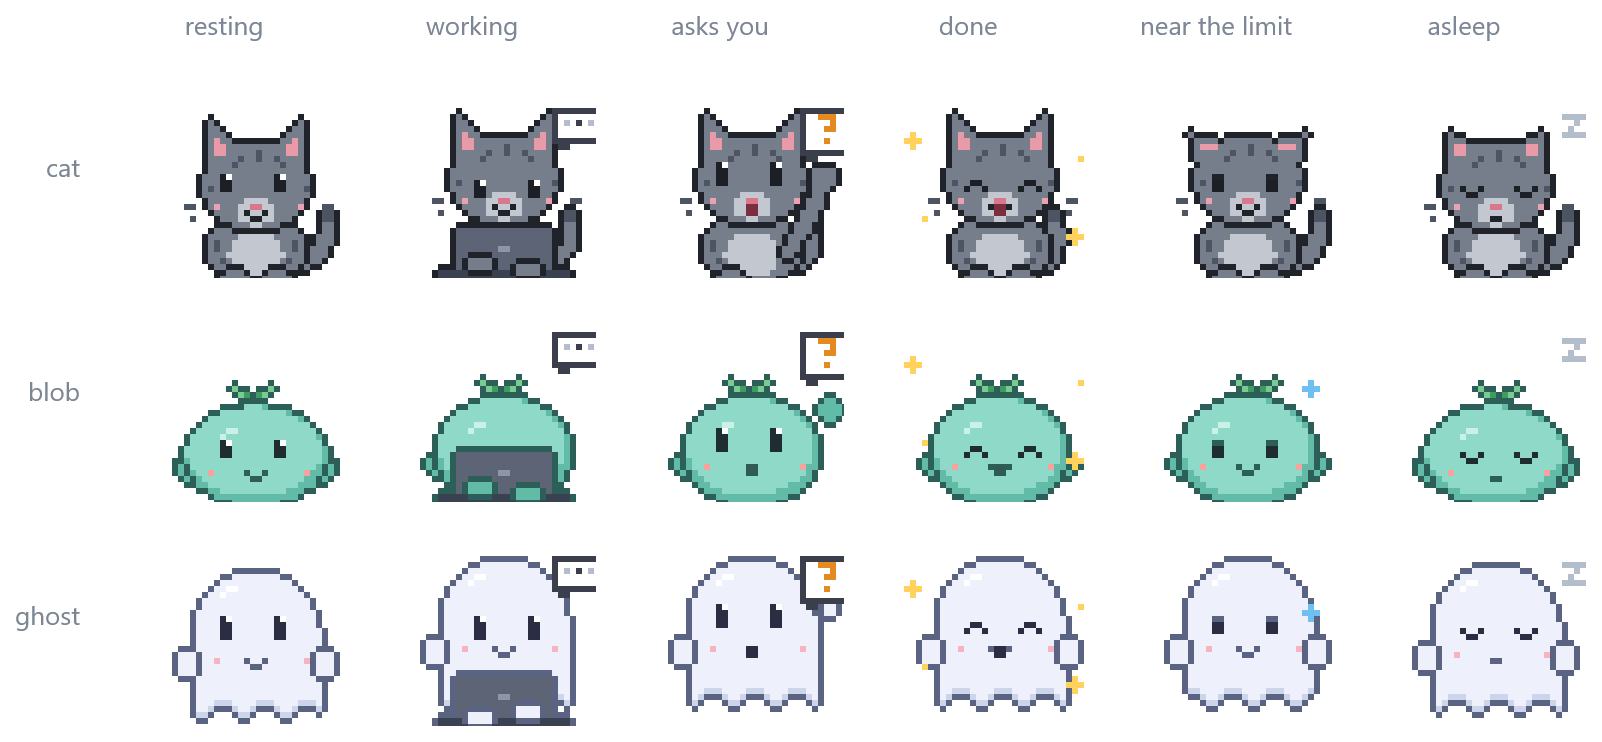 resting working asks you done near the limit asleep
cat
?
Z
blob
?
Z
ghost
?
Z